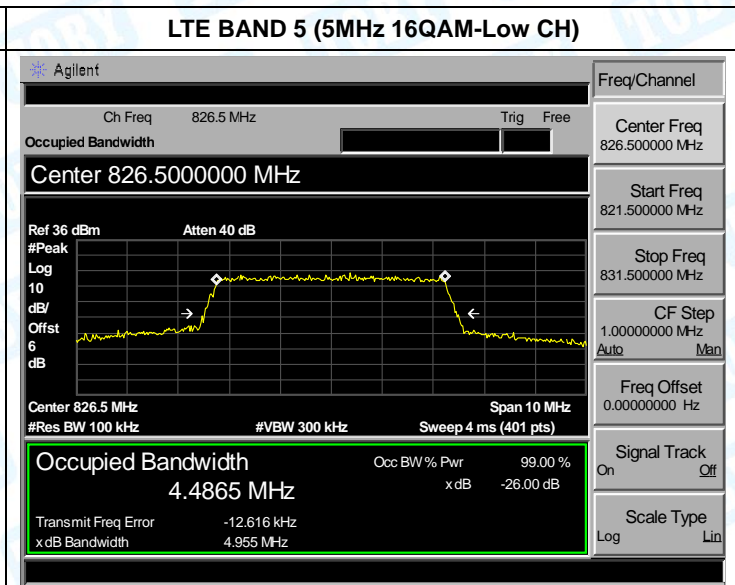 LTE BAND 5 (5MHz 16QAM-Low CH)
Agilent
Freq/Channel
Ch Freq 826.5 MHz Trig Free
Occupied Bandwidth
Center Freq
826.500000 MHz
Center 826.5000000 MHz
Start Freq
821.500000 MHz
Ref 36 dBm Atten 40 dB
#Peak
Log
10
dB/
Offst
6
dB
Stop Freq
831.500000 MHz
CF Step
1.00000000 MHz
Auto Man
Center 826.5 MHz Span 10 MHz
#Res BW 100 kHz #VBW 300 kHz Sweep 4 ms (401 pts)
Freq Offset
0.00000000 Hz
Occupied Bandwidth Occ BW % Pwr 99.00 %
4.4865 MHz x dB -26.00 dB
Signal Track
On Off
Transmit Freq Error -12.616 kHz
x dB Bandwidth 4.955 MHz
Scale Type
Log Lin